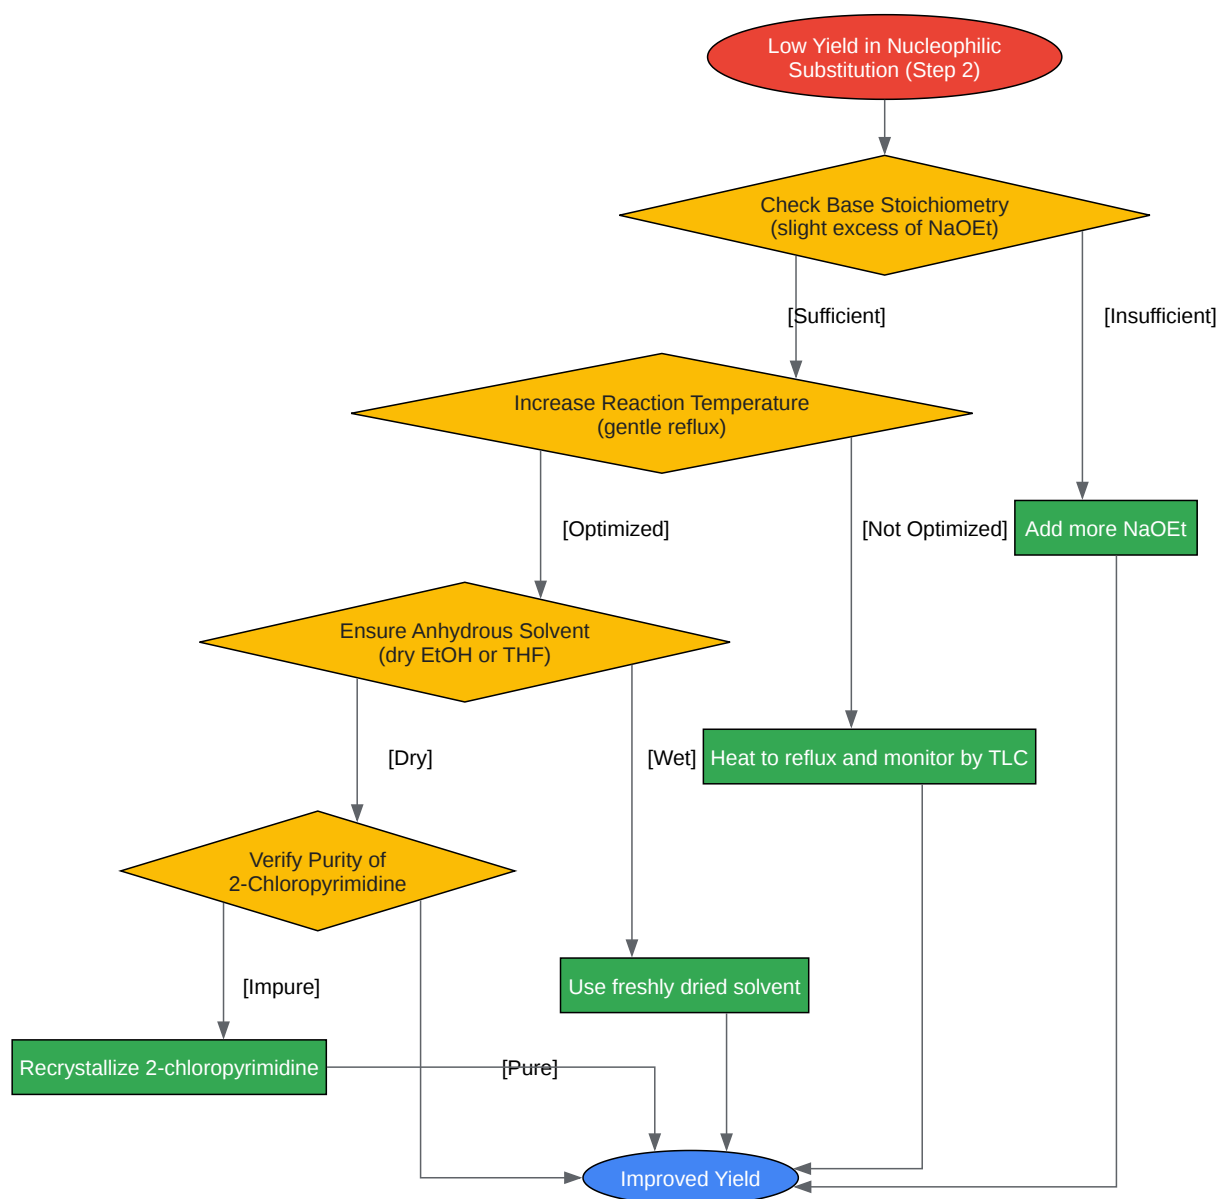 Low Yield in Nucleophilic
Substitution (Step 2)
Check Base Stoichiometry
(slight excess of NaOEt)
[Sufficient]
[Insufficient]
Increase Reaction Temperature
(gentle reflux)
[Optimized]
[Not Optimized]
Add more NaOEt
Ensure Anhydrous Solvent
(dry EtOH or THF)
[Dry]
[Wet]
Heat to reflux and monitor by TLC
Verify Purity of
2-Chloropyrimidine
[Impure]
Use freshly dried solvent
Recrystallize 2-chloropyrimidine
[Pure]
Improved Yield